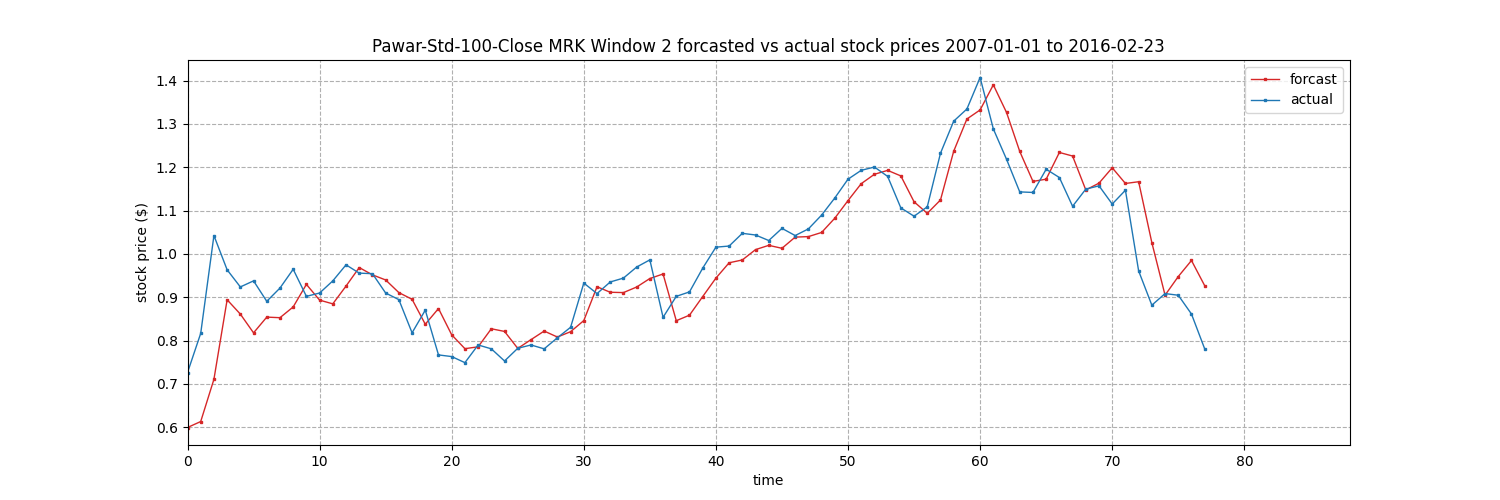 Pawar-Std-100-Close MRK Window 2 forcasted vs actual stock prices 2007-01-01 to 2016-02-23
forcast
actual
stock price ($)
1.4
1.3
1.2
1.1
1.0
0.9
0.8
0.7
0.6
0 10 20 30 40 50 60 70 80
time